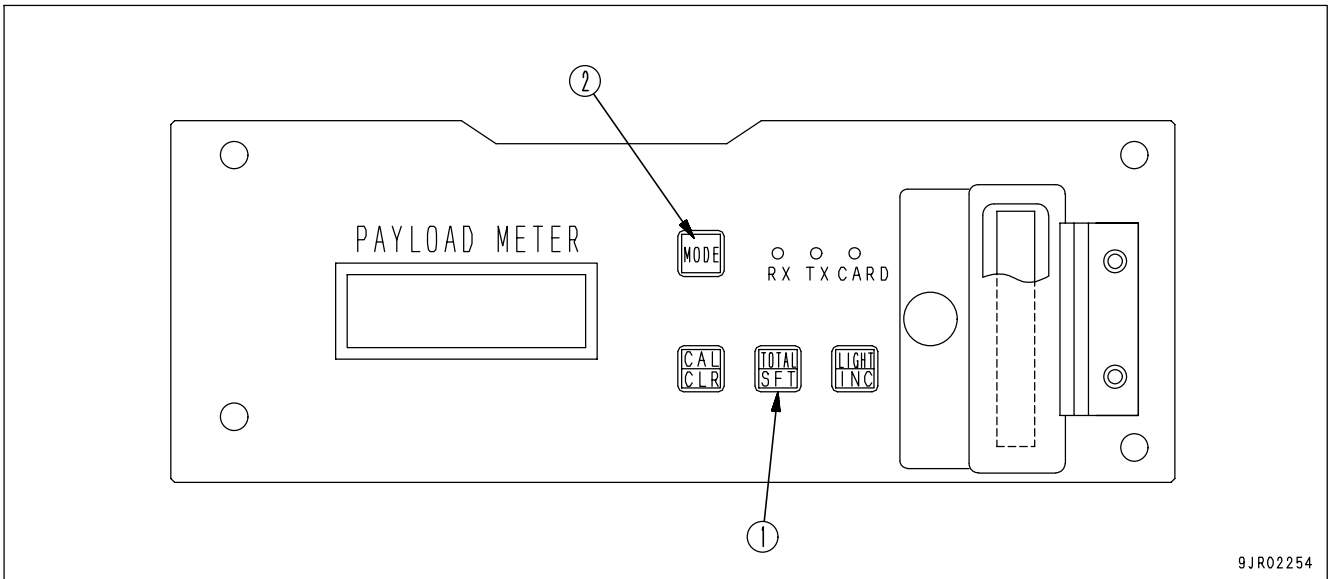 ②
PAYLOAD METER
MODE
RX TX CARD
CAL
CLR
TOTAL
SFT
LIGHT
INC
①
9JR02254